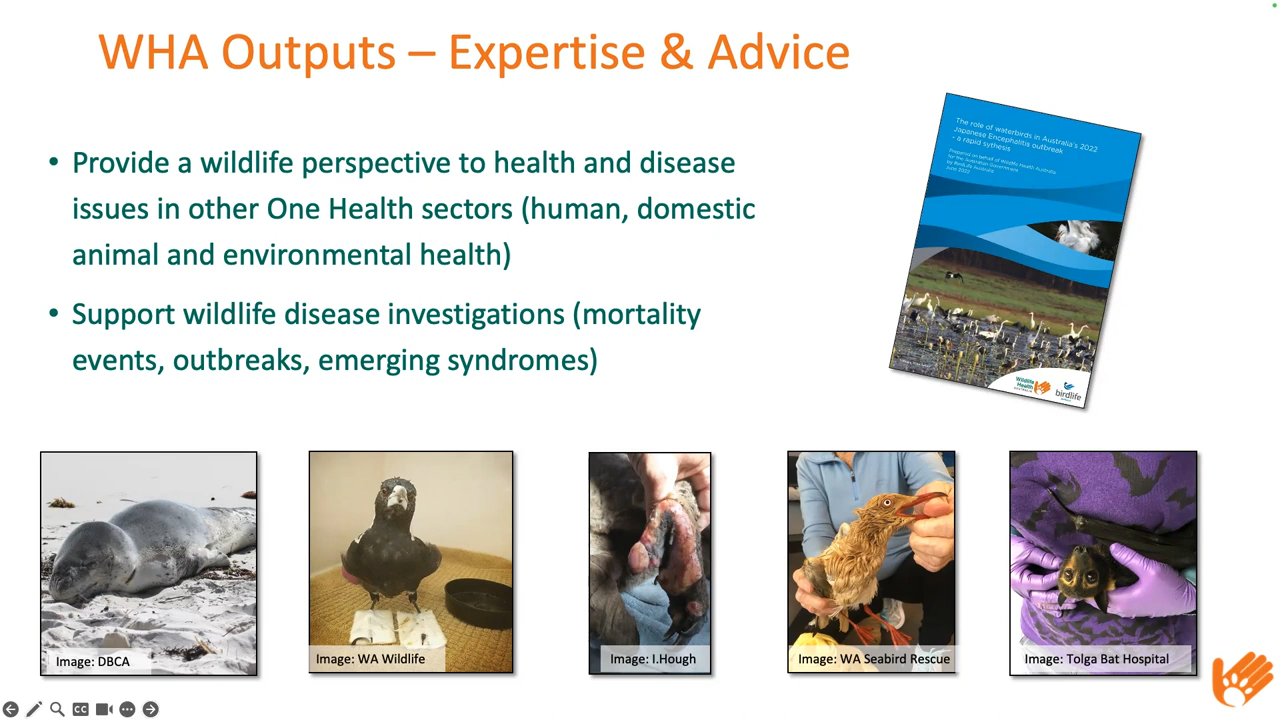 WHA Outputs – Expertise & Advice
• Provide a wildlife perspective to health and disease
issues in other One Health sectors (human, domestic
animal and environmental health)
• Support wildlife disease investigations (mortality
events, outbreaks, emerging syndromes)
The role of waterbirds in Australia's 2022
Japanese Encephalitis outbreak
- a rapid sythesis
Prepared on behalf of Wildlife Health Australia
for the Australian Government
by BirdLife Australia
June 2022
Wildlife
Health
AUSTRALIA
birdlife
Image: DBCA
Image: WA Wildlife
Image: I.Hough
Image: WA Seabird Rescue
Image: Tolga Bat Hospital
CC